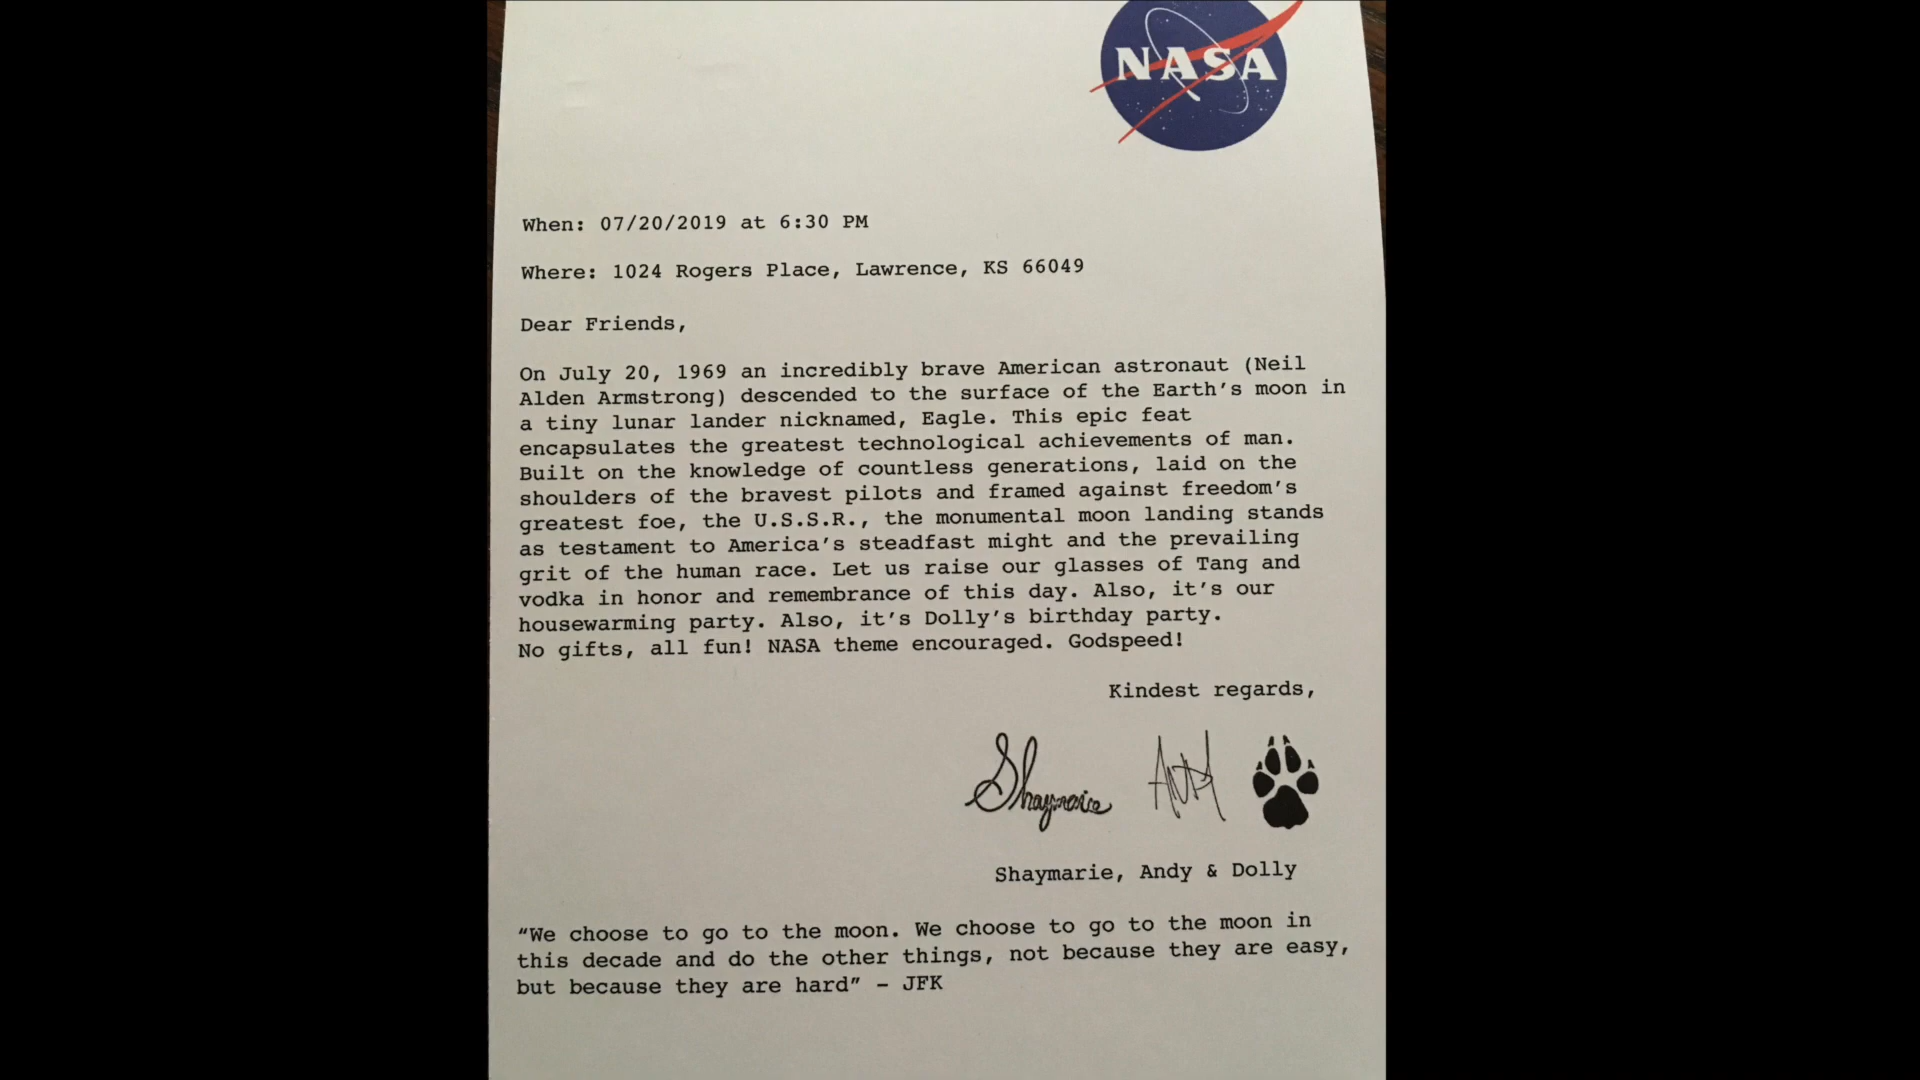 NASA
When: 07/20/2019 at 6:30 PM
Where: 1024 Rogers Place, Lawrence, KS 66049
Dear Friends,
On July 20, 1969 an incredibly brave American astronaut (Neil
Alden Armstrong) descended to the surface of the Earth’s moon in
a tiny lunar lander nicknamed, Eagle. This epic feat
encapsulates the greatest technological achievements of man.
Built on the knowledge of countless generations, laid on the
shoulders of the bravest pilots and framed against freedom’s
greatest foe, the U.S.S.R., the monumental moon landing stands
as testament to America’s steadfast might and the prevailing
grit of the human race. Let us raise our glasses of Tang and
vodka in honor and remembrance of this day. Also, it’s our
housewarming party. Also, it’s Dolly’s birthday party.
No gifts, all fun! NASA theme encouraged. Godspeed!
Kindest regards,
Shaymarie Andy
Shaymarie, Andy & Dolly
“We choose to go to the moon. We choose to go to the moon in
this decade and do the other things, not because they are easy,
but because they are hard” – JFK